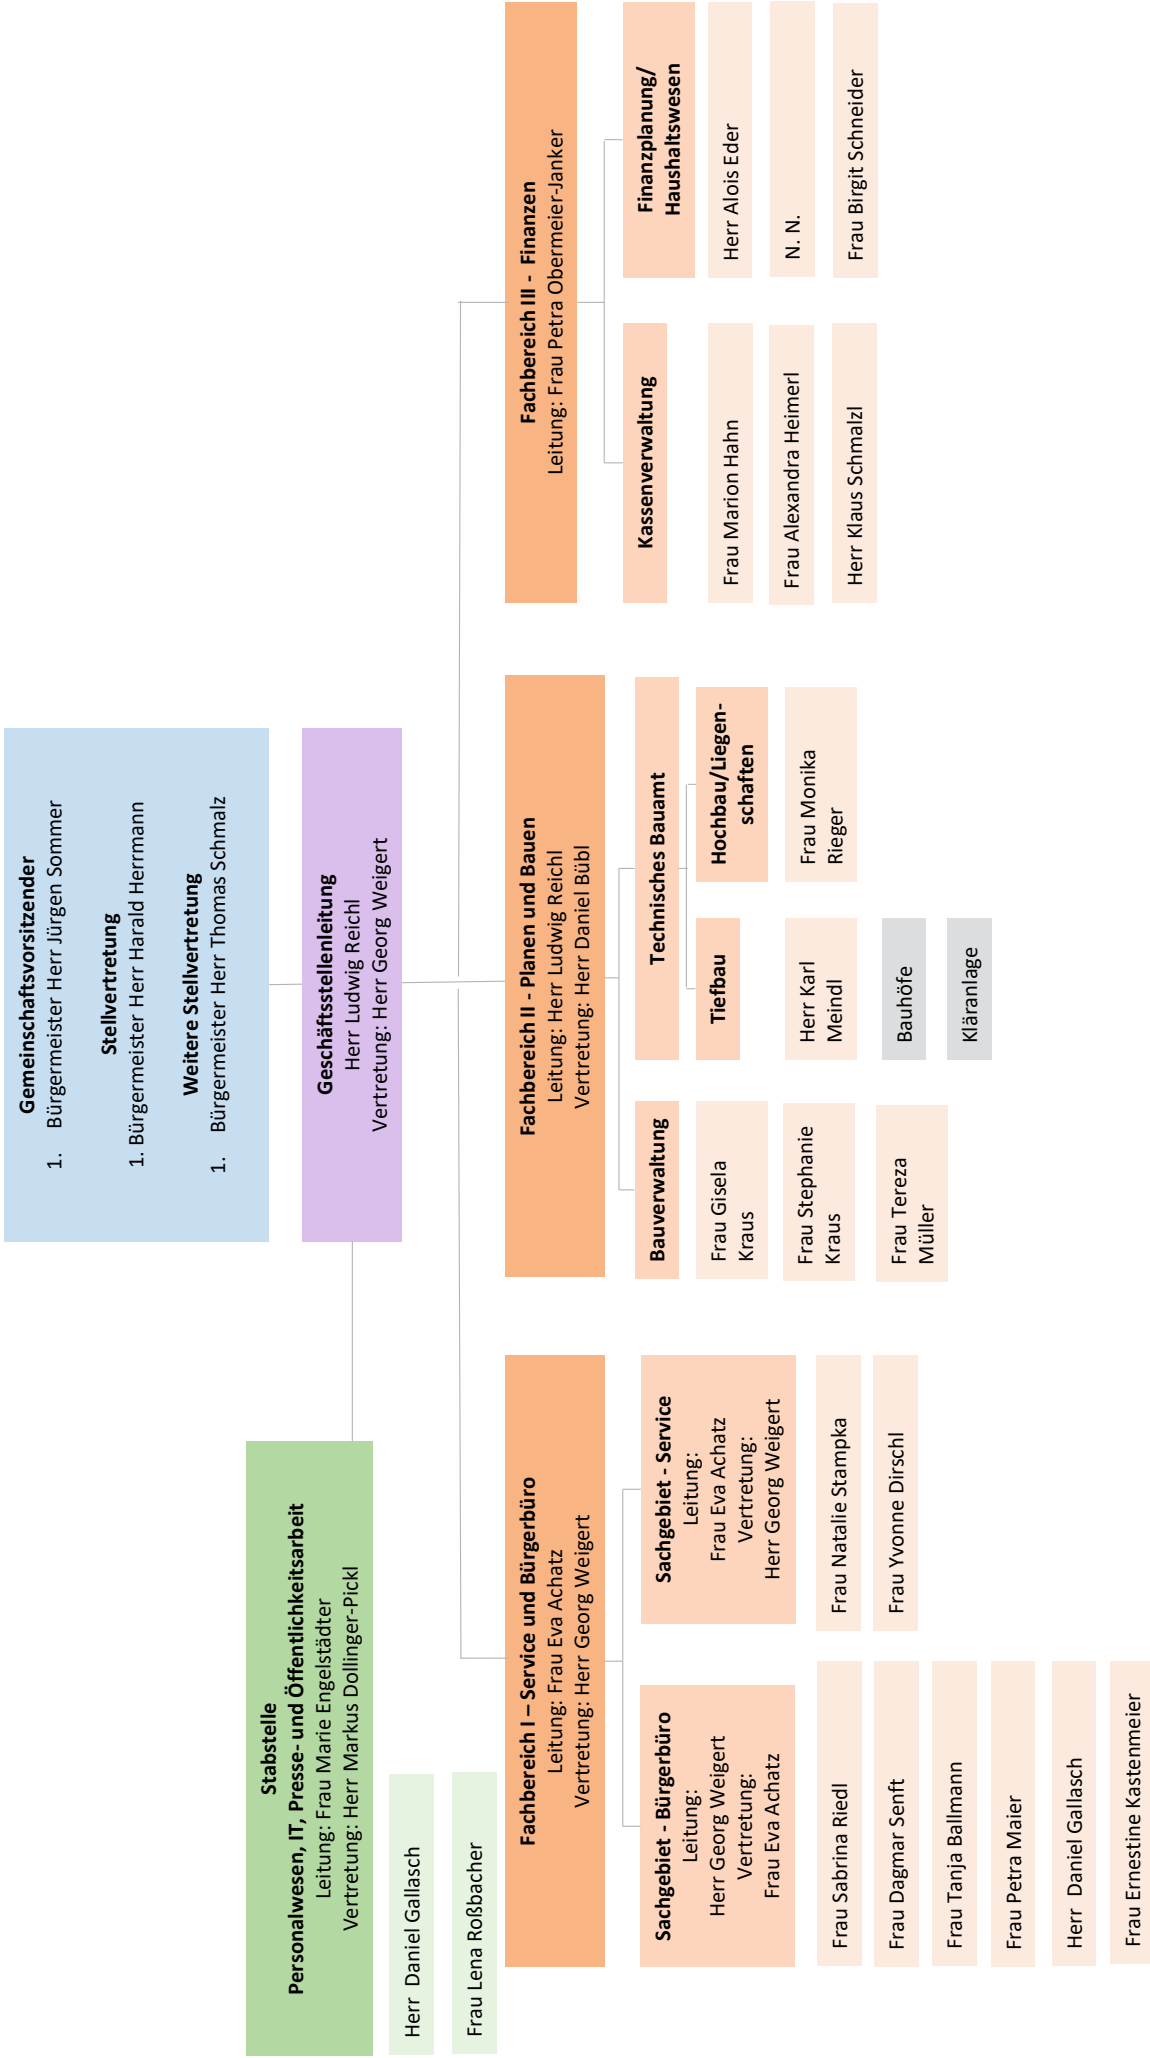 Gemeinschaftsvorsitzender
1. Bürgermeister Herr Jürgen Sommer
Stellvertretung
1. Bürgermeister Herr Harald Herrmann
Weitere Stellvertretung
1. Bürgermeister Herr Thomas Schmalz
Geschäftsstellenleitung
Herr Ludwig Reichl
Vertretung: Herr Georg Weigert
Stabstelle
Personalwesen, IT, Presse- und Öffentlichkeitsarbeit
Leitung: Frau Marie Engelstädter
Vertretung: Herr Markus Dollinger-Pickl
Herr Daniel Gallasch
Frau Lena Roßbacher
Fachbereich I – Service und Bürgerbüro
Leitung: Frau Eva Achatz
Vertretung: Herr Georg Weigert
Sachgebiet - Bürgerbüro
Leitung:
Herr Georg Weigert
Vertretung:
Frau Eva Achatz
Frau Sabrina Riedl
Frau Dagmar Senft
Frau Tanja Ballmann
Frau Petra Maier
Herr Daniel Gallasch
Frau Ernestine Kastenmeier
Sachgebiet - Service
Leitung:
Frau Eva Achatz
Vertretung:
Herr Georg Weigert
Frau Natalie Stampka
Frau Yvonne Dirschl
Fachbereich II - Planen und Bauen
Leitung: Herr Ludwig Reichl
Vertretung: Herr Daniel Bübl
Bauverwaltung
Frau Gisela
Kraus
Frau Stephanie
Kraus
Frau Tereza
Müller
Technisches Bauamt
Tiefbau
Herr Karl
Meindl
Bauhöfe
Kläranlage
Hochbau/Liegen-
schaften
Frau Monika
Rieger
Fachbereich III - Finanzen
Leitung: Frau Petra Obermeier-Janker
Kassenverwaltung
Frau Marion Hahn
Frau Alexandra Heimerl
Herr Klaus Schmalzl
Finanzplanung/
Haushaltswesen
Herr Alois Eder
N. N.
Frau Birgit Schneider